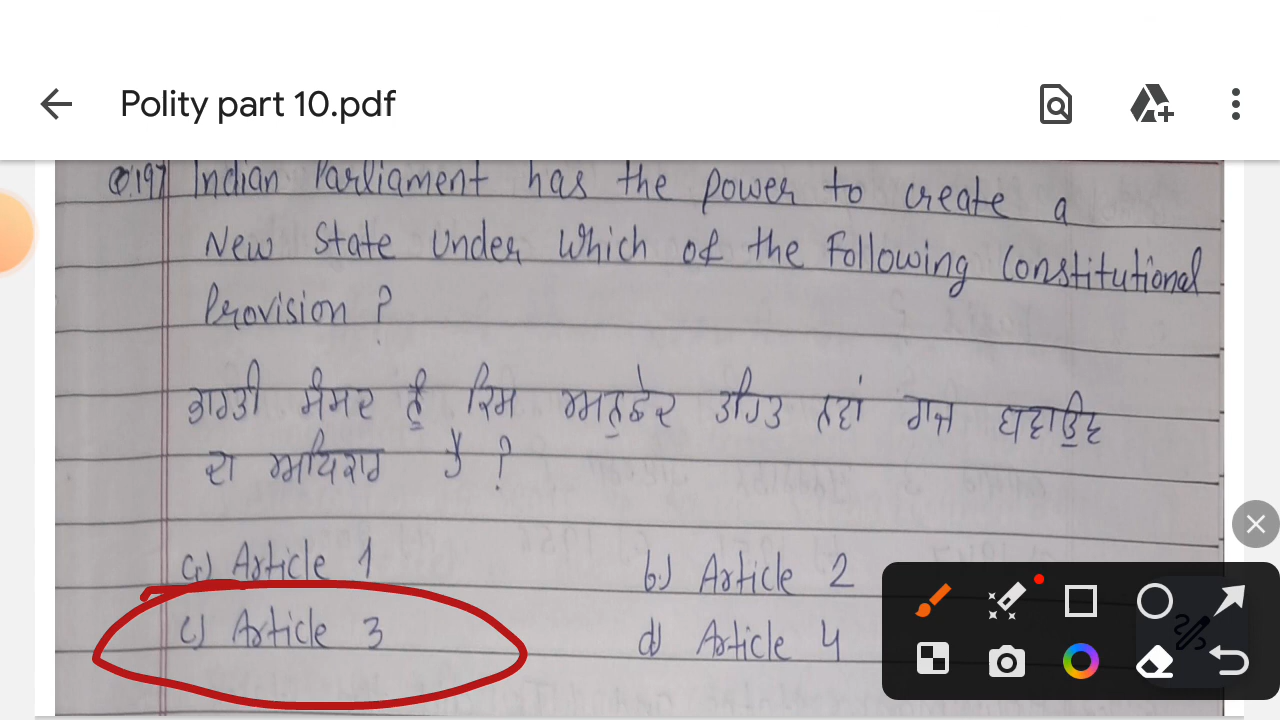 Polity part 10.pdf
Q.197 Indian Parliament has the power to create a
New State Under Which of the Following Constitutional
Provision ?
ਭਾਰਤੀ ਸੰਸਦ ਨੂੰ ਕਿਸ ਅਨੁਛੇਦ ਤਹਿਤ ਨਵਾਂ ਰਾਜ ਬਣਾਉਣ
ਦਾ ਅਧਿਕਾਰ ਹੈ ?
a) Article 1 b) Article 2
c) Article 3 d) Article 4